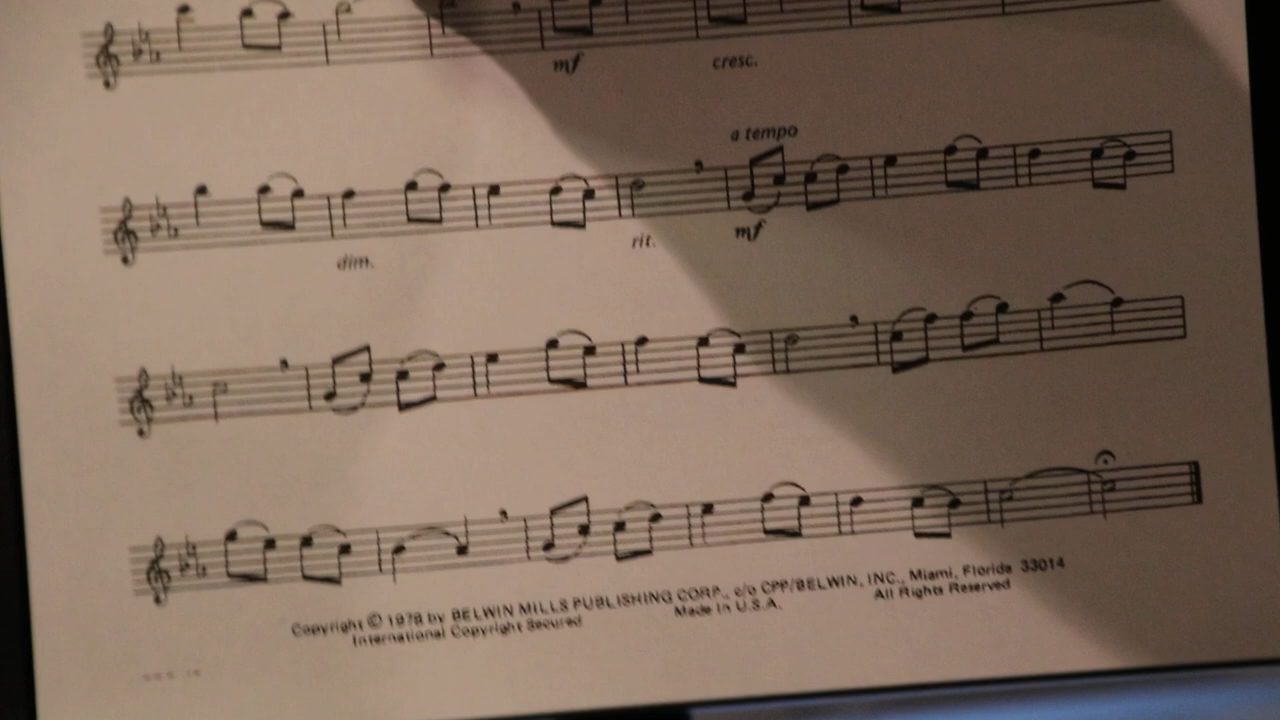 mf cresc.
a tempo
dim. rit. mf
Copyright © 1978 by BELWIN MILLS PUBLISHING CORP., c/o CPP/BELWIN, INC., Miami, Florida 33014
International Copyright Secured Made in U.S.A. All Rights Reserved